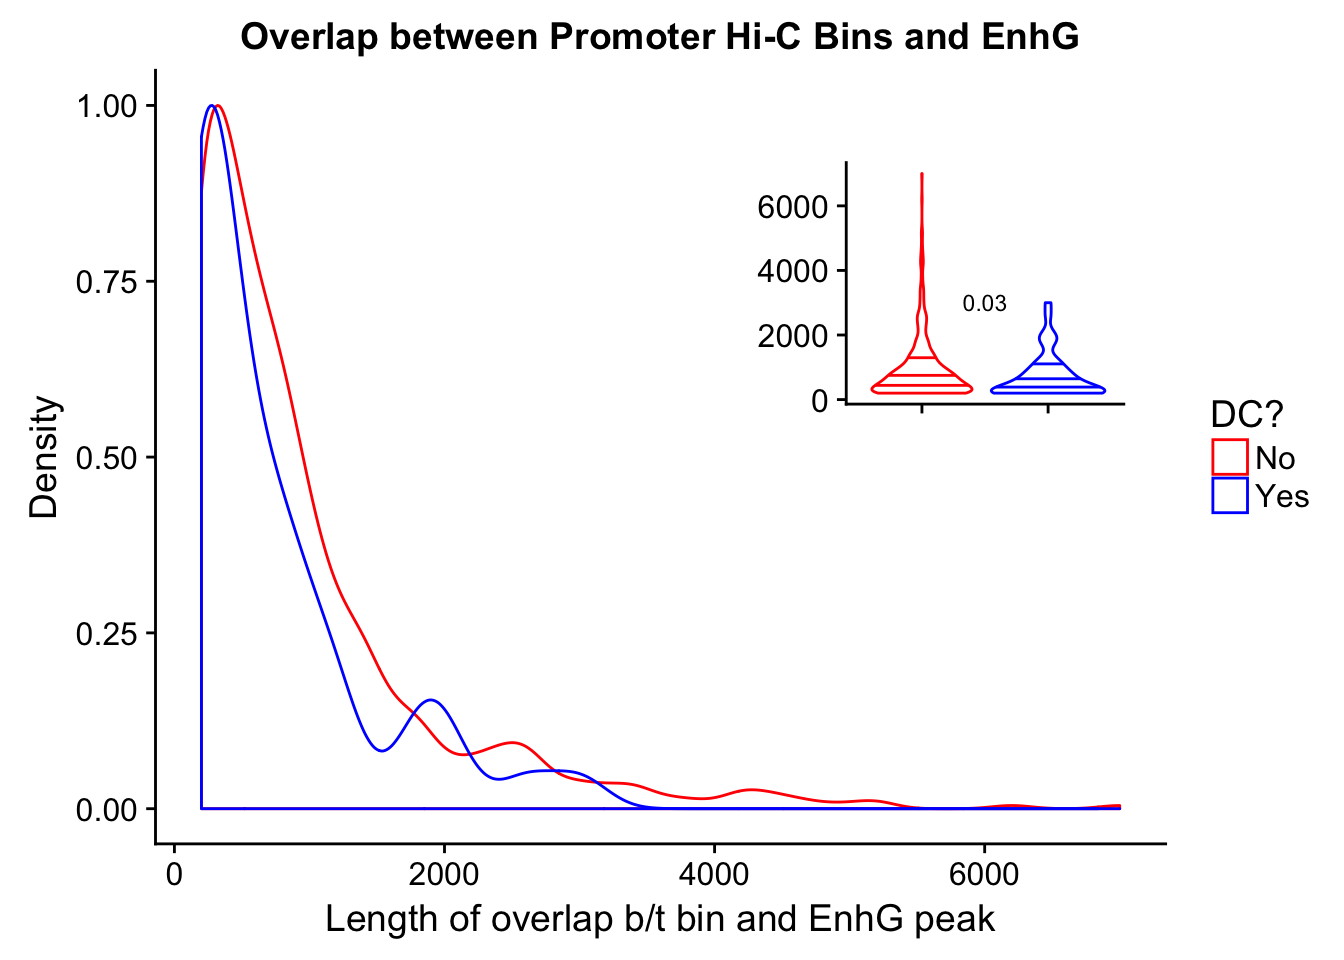 Overlap between Promoter Hi-C Bins and EnhG
Density
1.00
0.75
0.50
0.25
0.00
0
2000
4000
6000
Length of overlap b/t bin and EnhG peak
6000
4000
2000
0
0.03
DC?
No
Yes